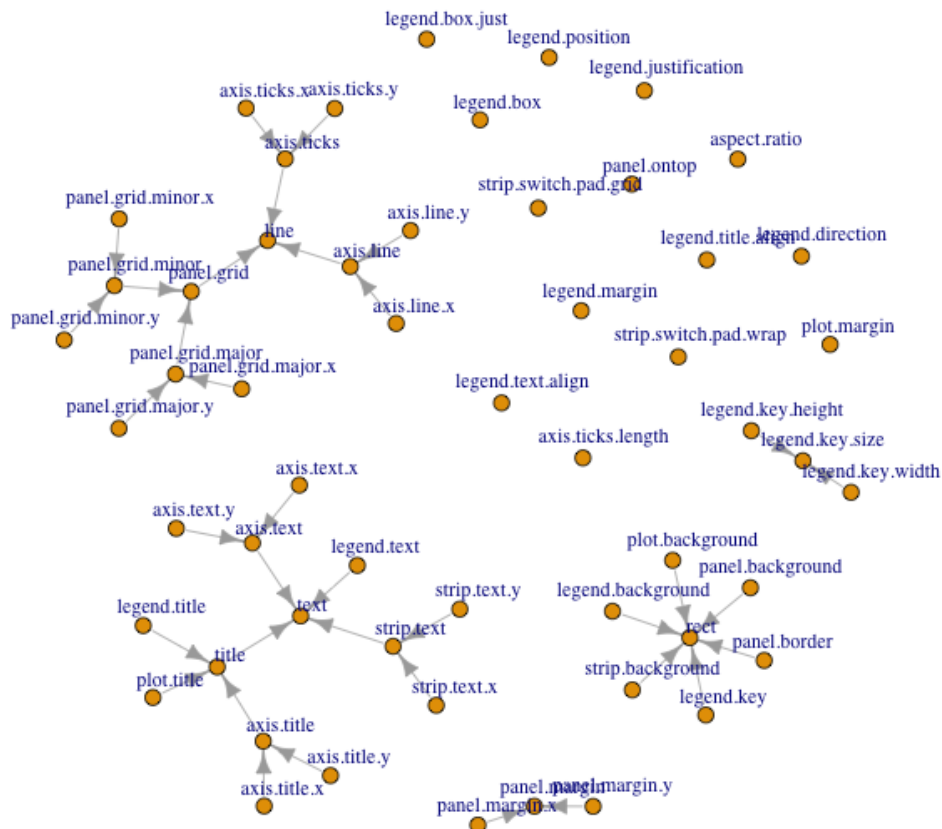 legend.box.just
legend.position
legend.justification
axis.ticks.x
axis.ticks.y
legend.box
axis.ticks
aspect.ratio
panel.ontop
strip.switch.pad.grid
panel.grid.minor.x
axis.line.y
line
legend.title.align
legend.direction
axis.line
panel.grid.minor
panel.grid
legend.margin
axis.line.x
panel.grid.minor.y
strip.switch.pad.wrap
plot.margin
panel.grid.major
panel.grid.major.x
legend.text.align
panel.grid.major.y
legend.key.height
axis.ticks.length
legend.key.size
axis.text.x
legend.key.width
axis.text.y
axis.text
legend.text
plot.background
panel.background
legend.background
strip.text.y
legend.title
text
strip.text
rect
panel.border
title
plot.title
strip.background
strip.text.x
legend.key
axis.title
axis.title.y
axis.title.x
panel.margin
panel.margin.y
panel.margin.x